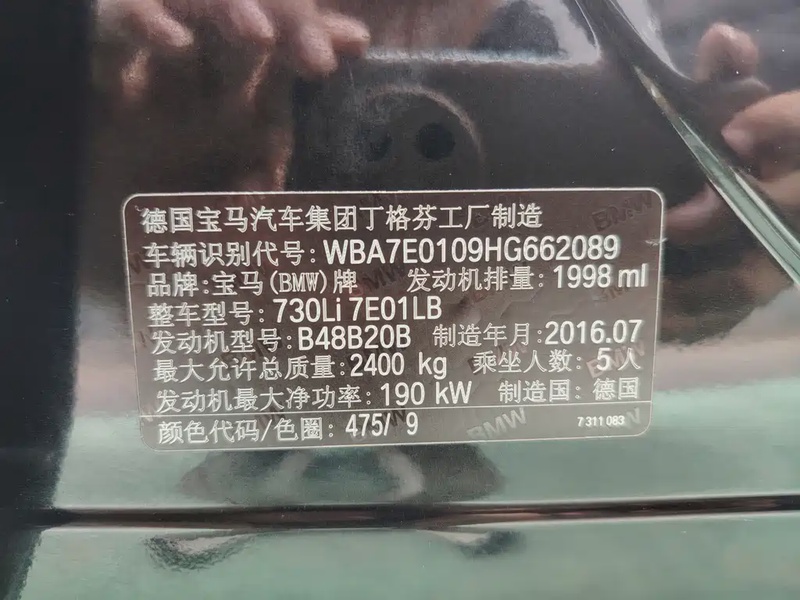 德国宝马汽车集团丁格芬工厂制造
车辆识别代号: WBA7E0109HG662089
品牌: 宝马(BMW)牌 发动机排量: 1998 ml
整车型号: 730Li 7E01LB
发动机型号: B48B20B 制造年月: 2016.07
最大允许总质量: 2400 kg 乘坐人数: 5人
发动机最大净功率: 190 kW 制造国: 德国
颜色代码/色圈: 475/ 9 7 311 083